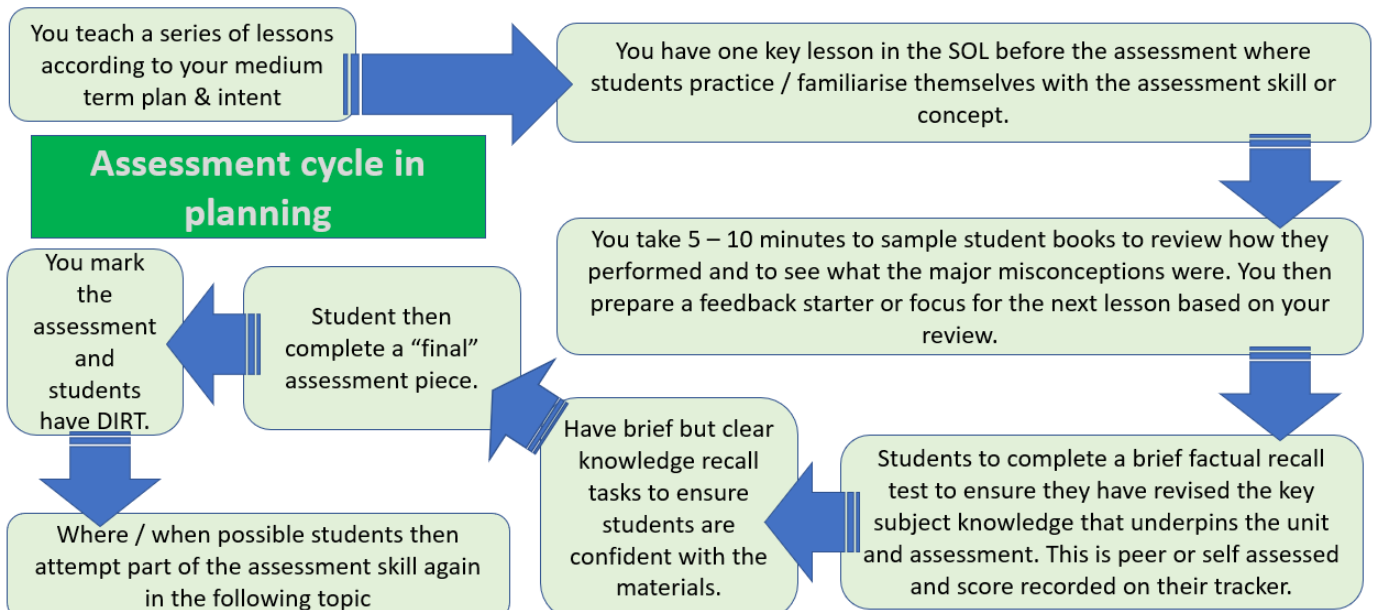 You teach a series of lessons
according to your medium
term plan & intent
You have one key lesson in the SOL before the assessment where
students practice / familiarise themselves with the assessment skill or
concept.
Assessment cycle in
planning
You take 5 – 10 minutes to sample student books to review how they
performed and to see what the major misconceptions were. You then
prepare a feedback starter or focus for the next lesson based on your
review.
Students to complete a brief factual recall
test to ensure they have revised the key
subject knowledge that underpins the unit
and assessment. This is peer or self assessed
and score recorded on their tracker.
Have brief but clear
knowledge recall
tasks to ensure
students are
confident with the
materials.
Student then
complete a “final”
assessment piece.
You mark
the
assessment
and
students
have DIRT.
Where / when possible students then
attempt part of the assessment skill again
in the following topic